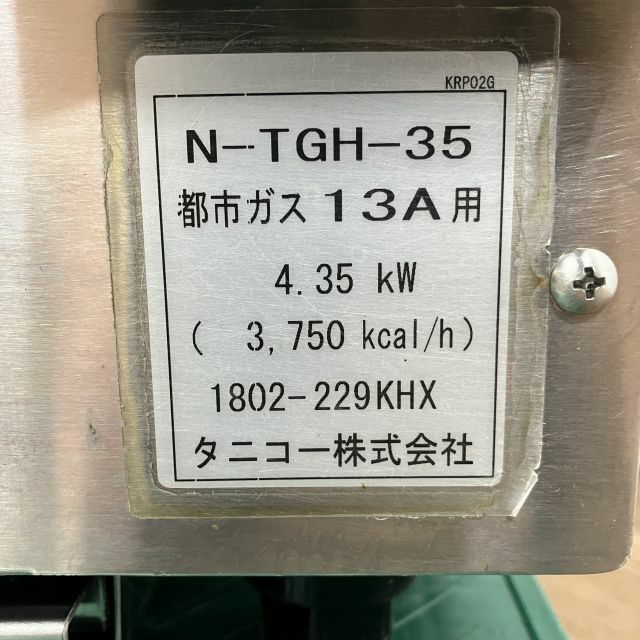 KRP02G
N-TGH-35
都市ガス 13A用
4.35 kW
( 3,750 kcal/h)
1802-229KHX
タニコー株式会社